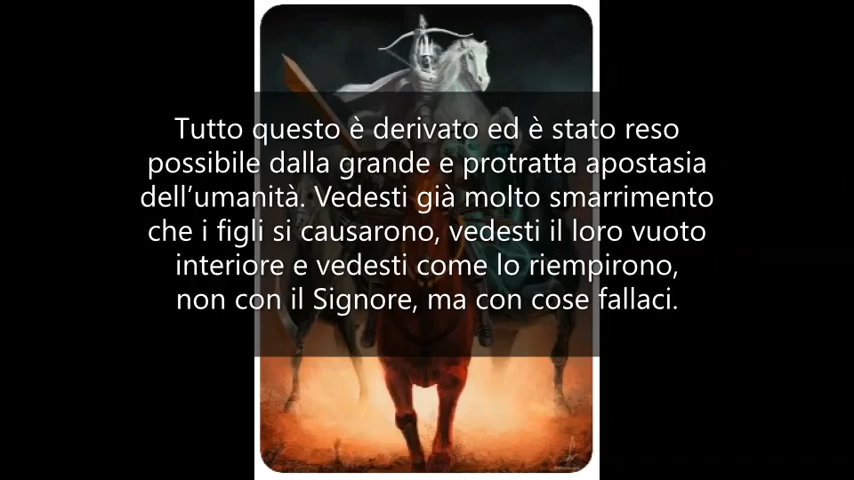 Tutto questo è derivato ed è stato reso
possibile dalla grande e protratta apostasia
dell’umanità. Vedesti già molto smarrimento
che i figli si causarono, vedesti il loro vuoto
interiore e vedesti come lo riempirono,
non con il Signore, ma con cose fallaci.